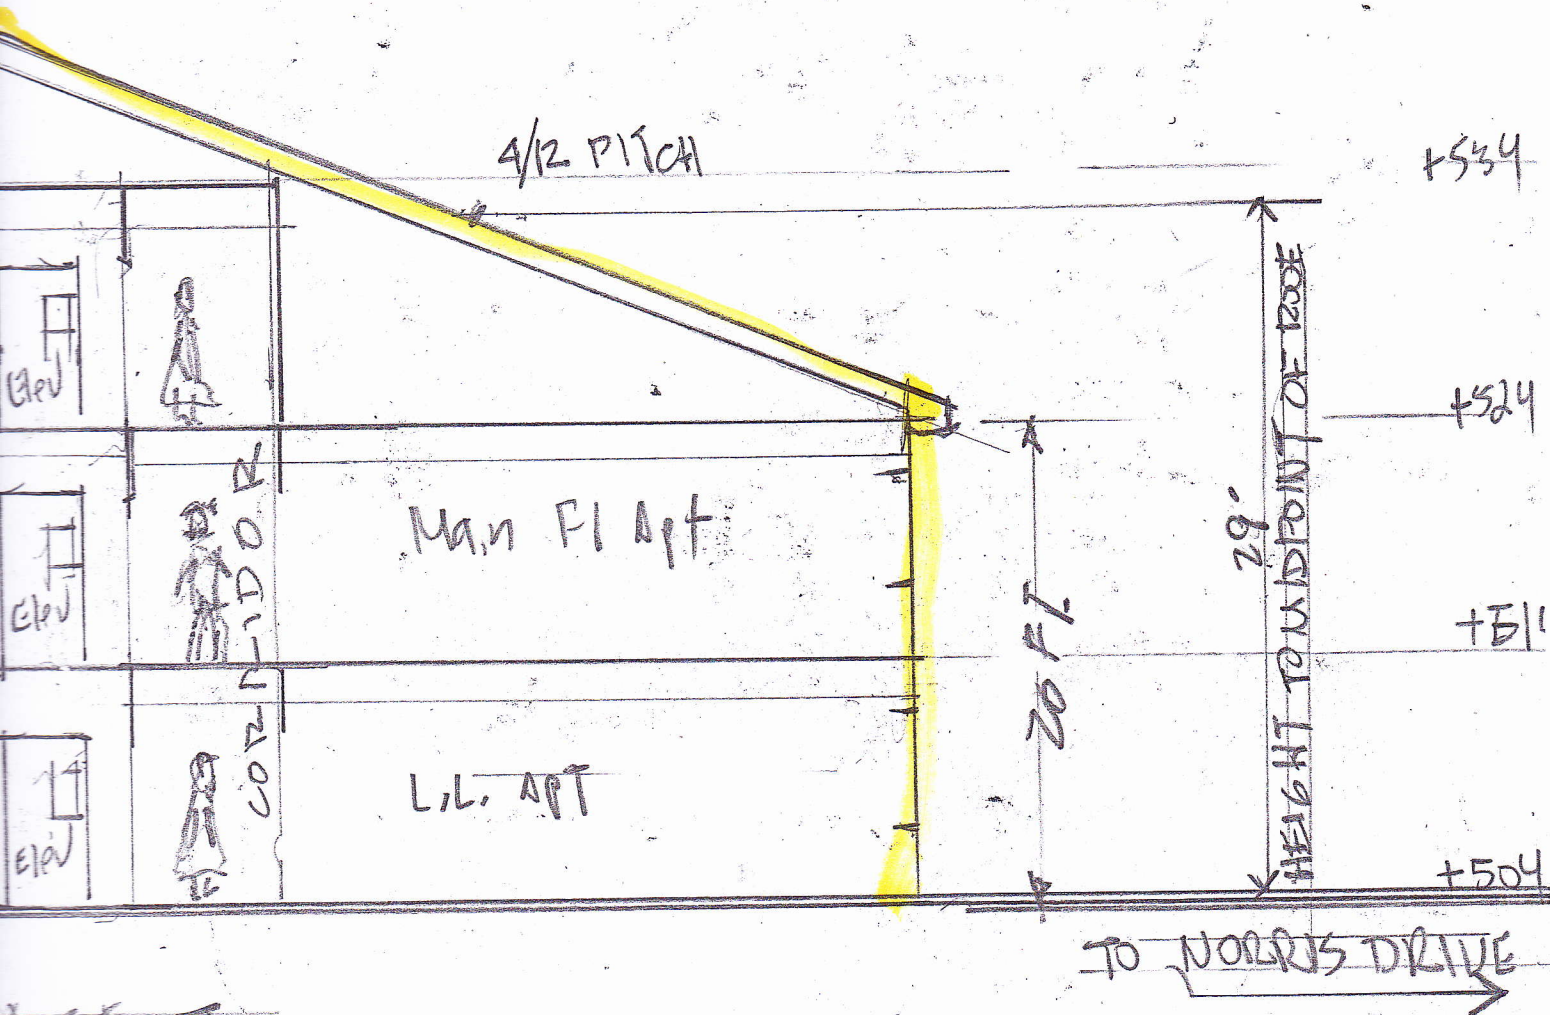 4/12 PITCH
+534
Elev
+524
CORRIDOR
Main Fl Apt
29'
HEIGHT TO MIDPOINT OF ROOF
Elev
20 FT.
L.L. APT
Elev
+504
TO NORRIS DRIVE